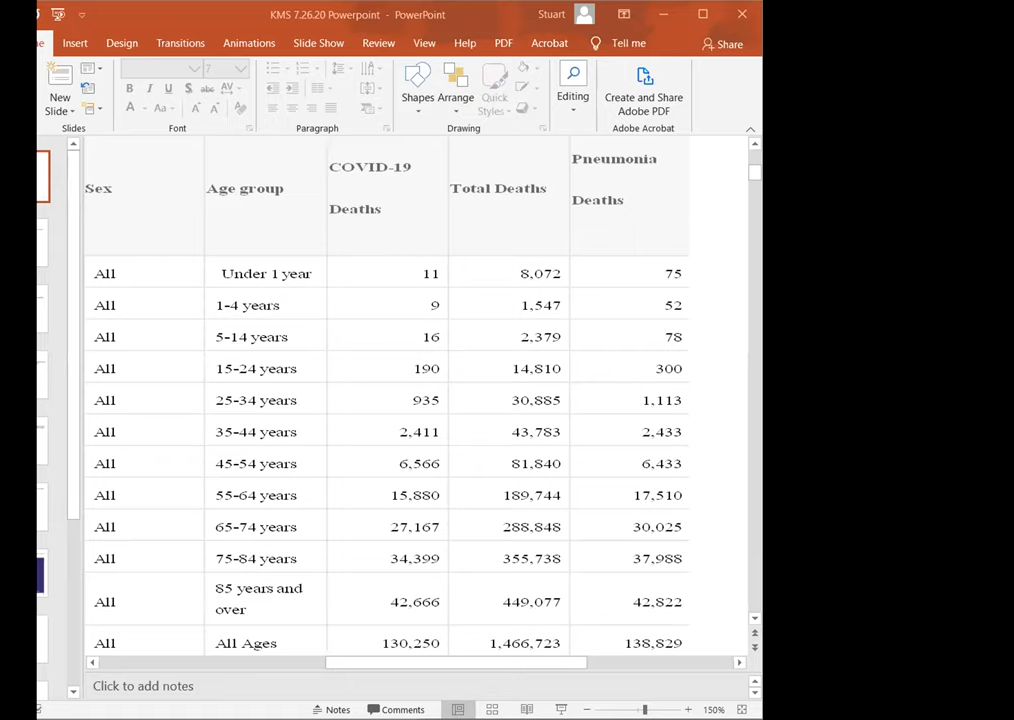 KMS 7.26.20 Powerpoint - PowerPoint
Stuart
Insert Design Transitions Animations Slide Show Review View Help PDF Acrobat Tell me Share
7
New
Slide
B I U S abc AV
A Aa A A
Shapes Arrange Quick
Styles
Editing
Create and Share
Adobe PDF
Slides Font Paragraph Drawing Adobe Acrobat
Sex Age group COVID-19 Deaths Total Deaths Pneumonia Deaths
All Under 1 year 11 8,072 75
All 1-4 years 9 1,547 52
All 5-14 years 16 2,379 78
All 15-24 years 190 14,810 300
All 25-34 years 935 30,885 1,113
All 35-44 years 2,411 43,783 2,433
All 45-54 years 6,566 81,840 6,433
All 55-64 years 15,880 189,744 17,510
All 65-74 years 27,167 288,848 30,025
All 75-84 years 34,399 355,738 37,988
All 85 years and over 42,666 449,077 42,822
All All Ages 130,250 1,466,723 138,829
Click to add notes
Notes Comments 150%